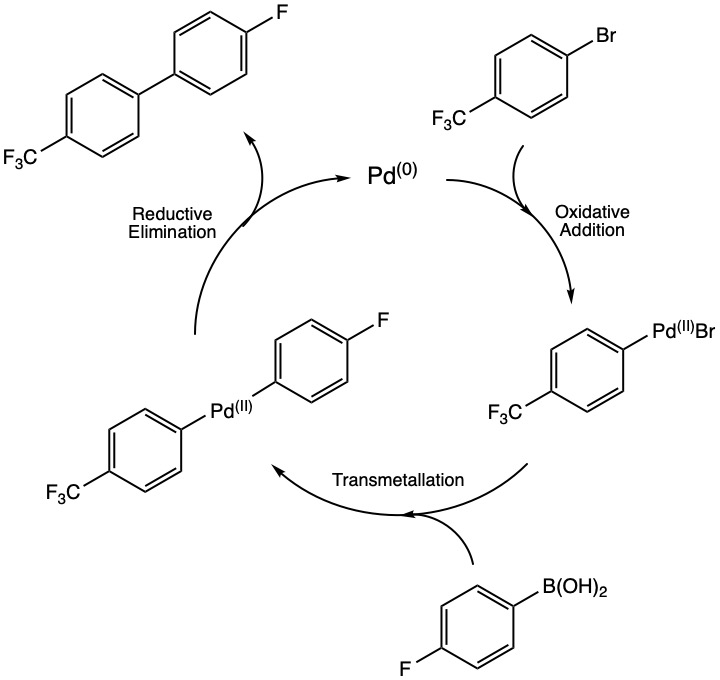 F
Br
F₃C
F₃C
Pd⁽⁰⁾
Reductive
Elimination
Oxidative
Addition
F
Pd⁽ᴵᴵ⁾Br
Pd⁽ᴵᴵ⁾
F₃C
F₃C
Transmetallation
B(OH)₂
F